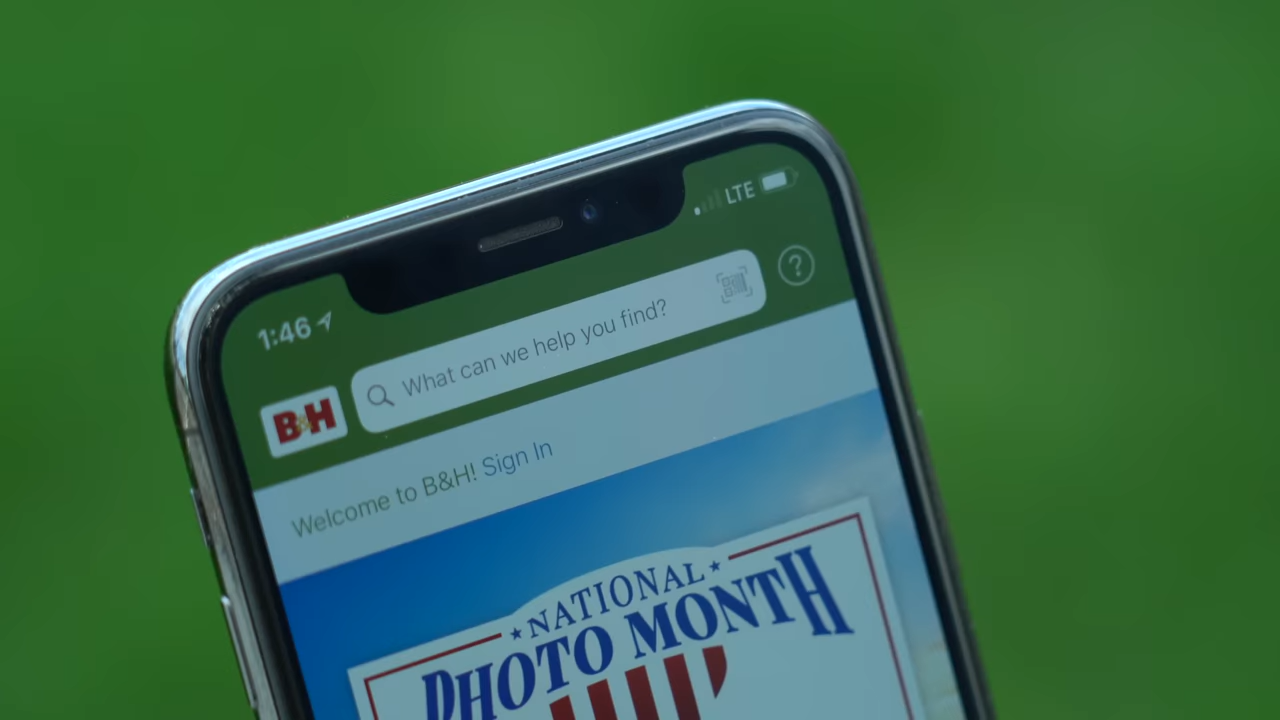 1:46
LTE
B&H
What can we help you find?
Welcome to B&H! Sign In
NATIONAL
PHOTO MONTH